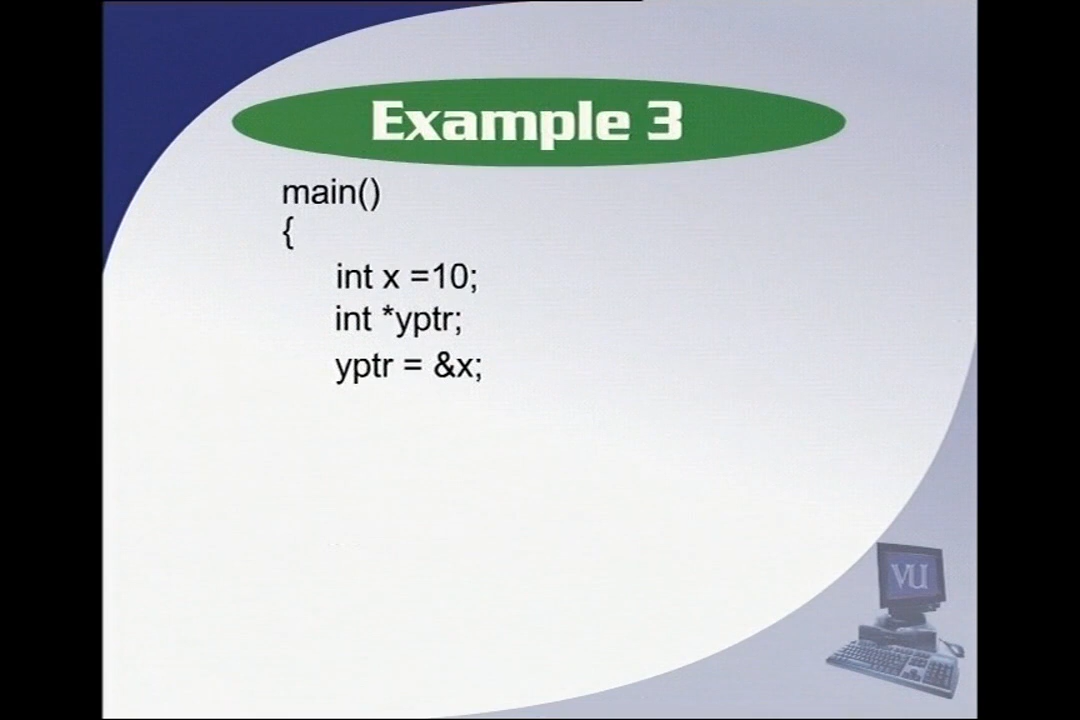 Example 3
main()
{
int x =10;
int *yptr;
yptr = &x;
VU